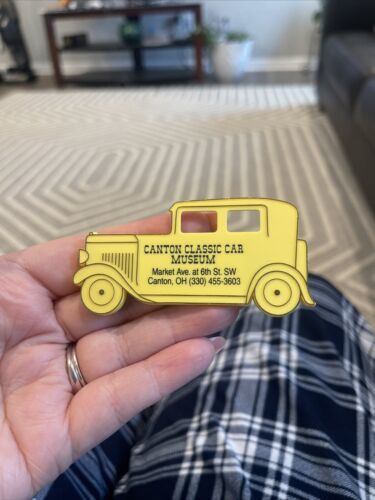 CANTON CLASSIC CAR
MUSEUM
Market Ave. at 6th St. SW
Canton, OH (330) 455-3603